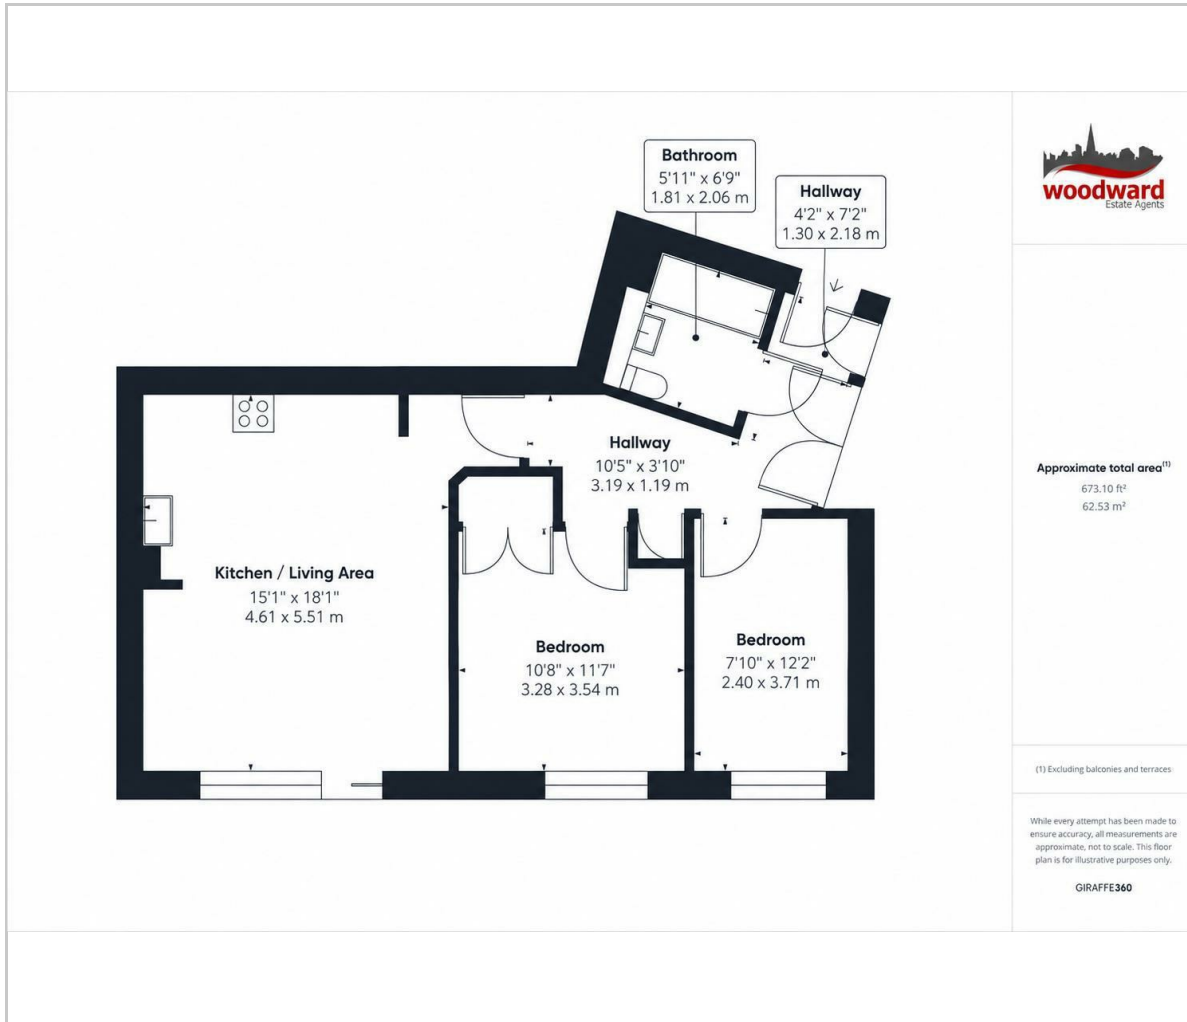 Bathroom
5'11" x 6'9"
1.81 x 2.06 m
Hallway
4'2" x 7'2"
1.30 x 2.18 m
Hallway
10'5" x 3'10"
3.19 x 1.19 m
Kitchen / Living Area
15'1" x 18'1"
4.61 x 5.51 m
Bedroom
10'8" x 11'7"
3.28 x 3.54 m
Bedroom
7'10" x 12'2"
2.40 x 3.71 m
woodward
Estate Agents
Approximate total area(1)
673.10 ft²
62.53 m²
(1) Excluding balconies and terraces
While every attempt has been made to
ensure accuracy, all measurements are
approximate, not to scale. This floor
plan is for illustrative purposes only.
GIRAFFE360